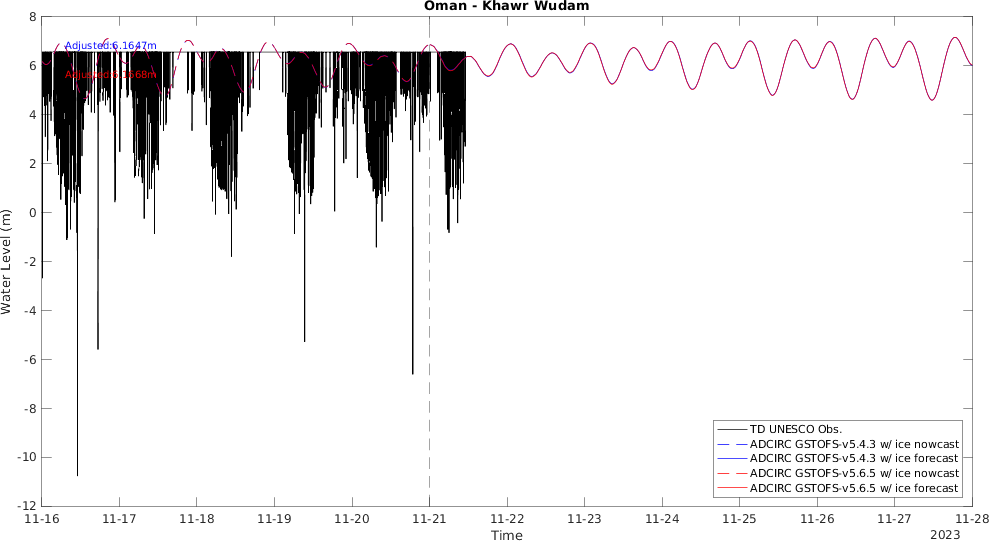 Oman - Khawr Wudam
8
6
4
2
0
-2
-4
-6
-8
-10
-12
Water Level (m)
Adjusted:6.1647m
TD UNESCO Obs.
ADCIRC GSTOFS-v5.4.3 w/ ice nowcast
ADCIRC GSTOFS-v5.4.3 w/ ice forecast
ADCIRC GSTOFS-v5.6.5 w/ ice nowcast
ADCIRC GSTOFS-v5.6.5 w/ ice forecast
11-16 11-17 11-18 11-19 11-20 11-21 11-22 11-23 11-24 11-25 11-26 11-27 11-28
Time
2023